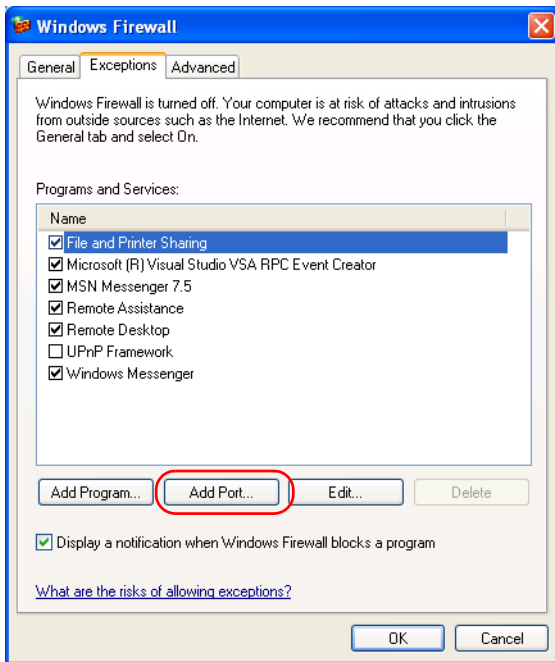 Windows Firewall
General Exceptions Advanced
Windows Firewall is turned off. Your computer is at risk of attacks and intrusions
from outside sources such as the Internet. We recommend that you click the
General tab and select On.
Programs and Services:
Name
File and Printer Sharing
Microsoft (R) Visual Studio VSA RPC Event Creator
MSN Messenger 7.5
Remote Assistance
Remote Desktop
UPnP Framework
Windows Messenger
Add Program... Add Port... Edit... Delete
Display a notification when Windows Firewall blocks a program
What are the risks of allowing exceptions?
OK Cancel